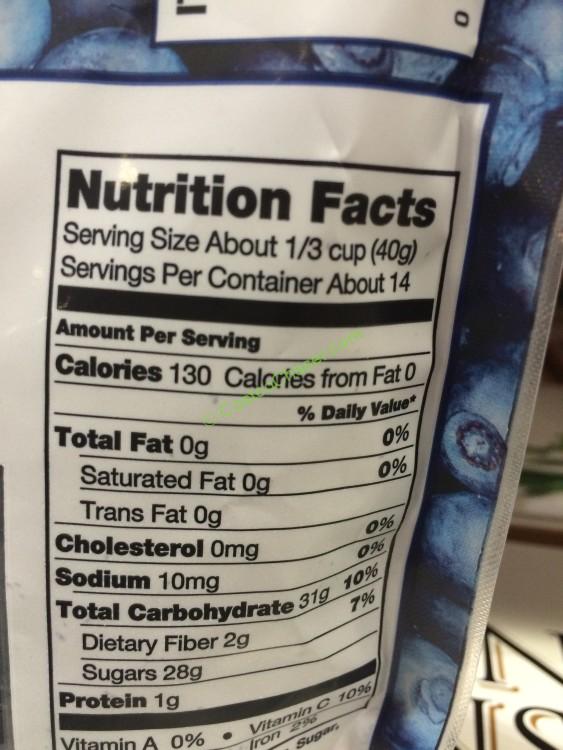 Nutrition Facts
Serving Size About 1/3 cup (40g)
Servings Per Container About 14
Amount Per Serving
Calories 130 Calories from Fat 0
% Daily Value*
Total Fat 0g 0%
Saturated Fat 0g 0%
Trans Fat 0g
Cholesterol 0mg 0%
Sodium 10mg 0%
Total Carbohydrate 31g 10%
Dietary Fiber 2g 7%
Sugars 28g
Protein 1g
Vitamin A 0% • Vitamin C 10%
Iron 2%
Sugar,